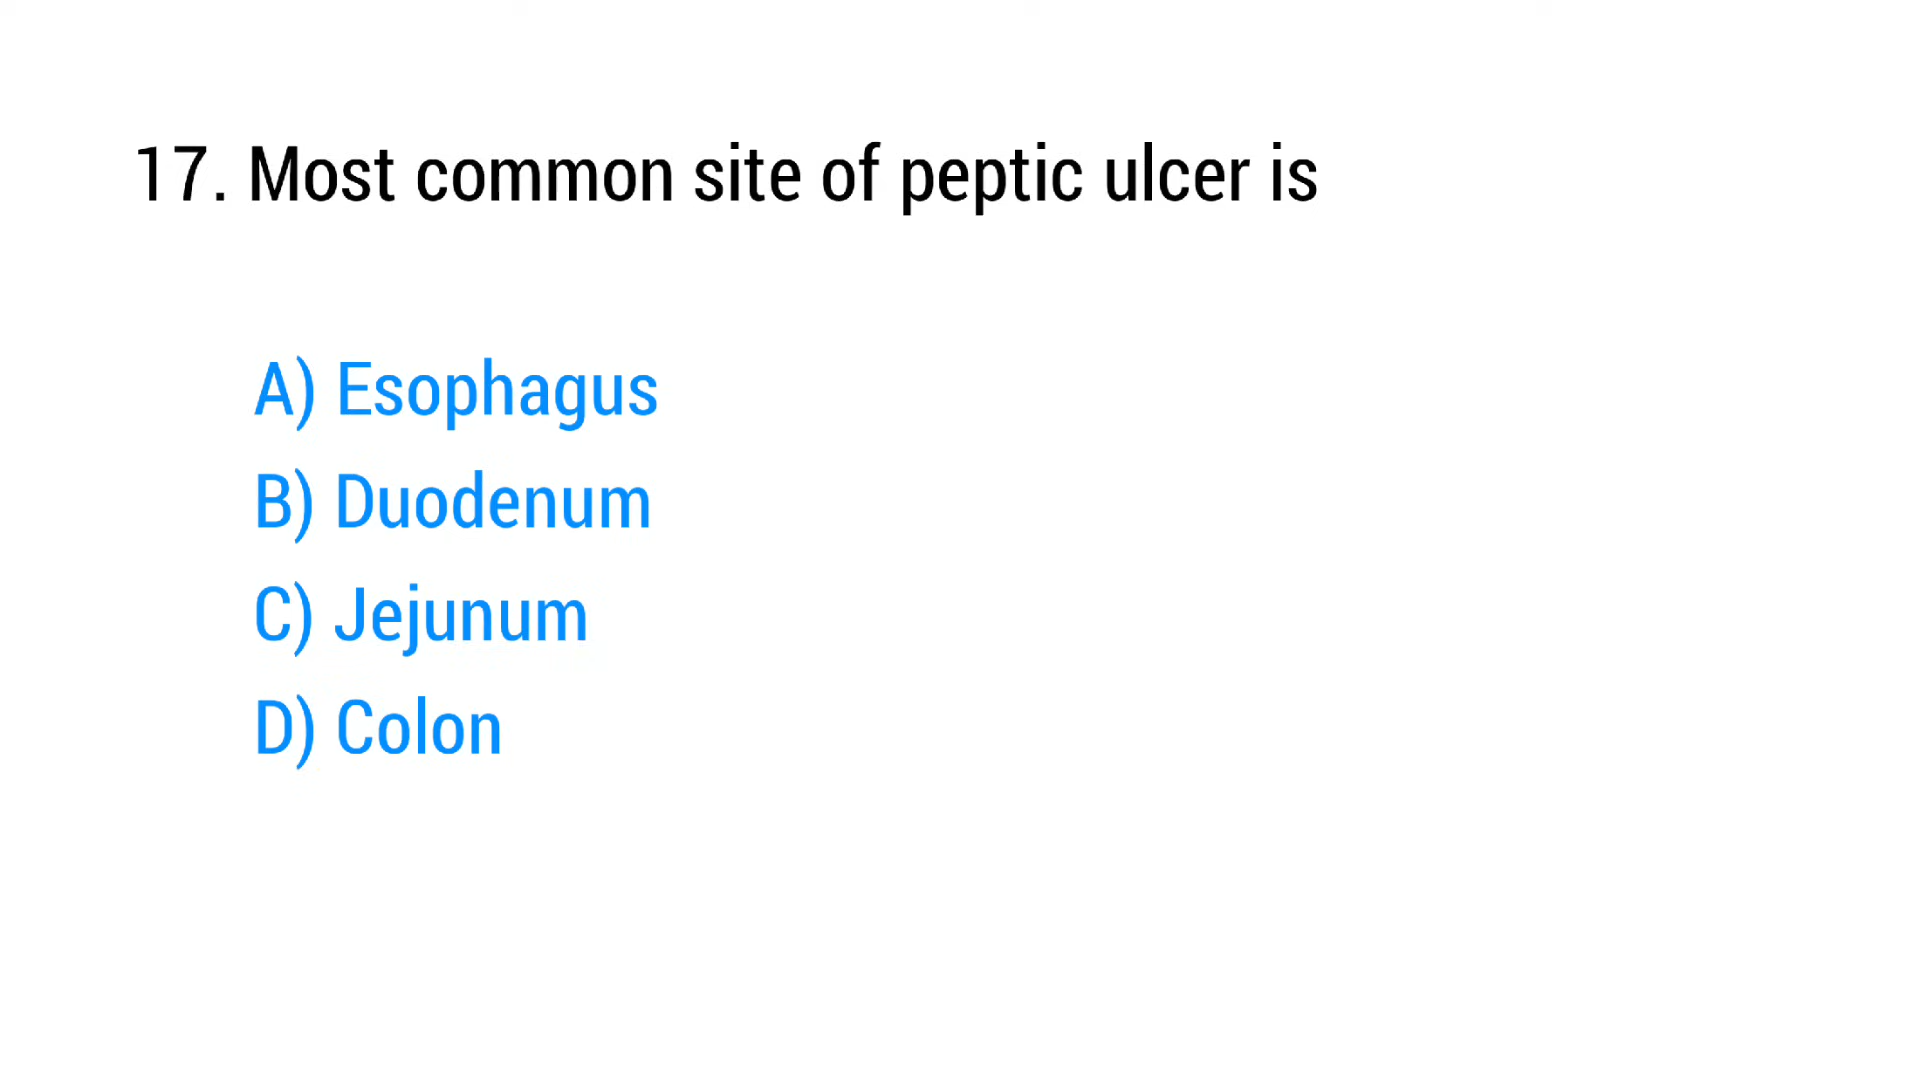 17. Most common site of peptic ulcer is
A) Esophagus
B) Duodenum
C) Jejunum
D) Colon